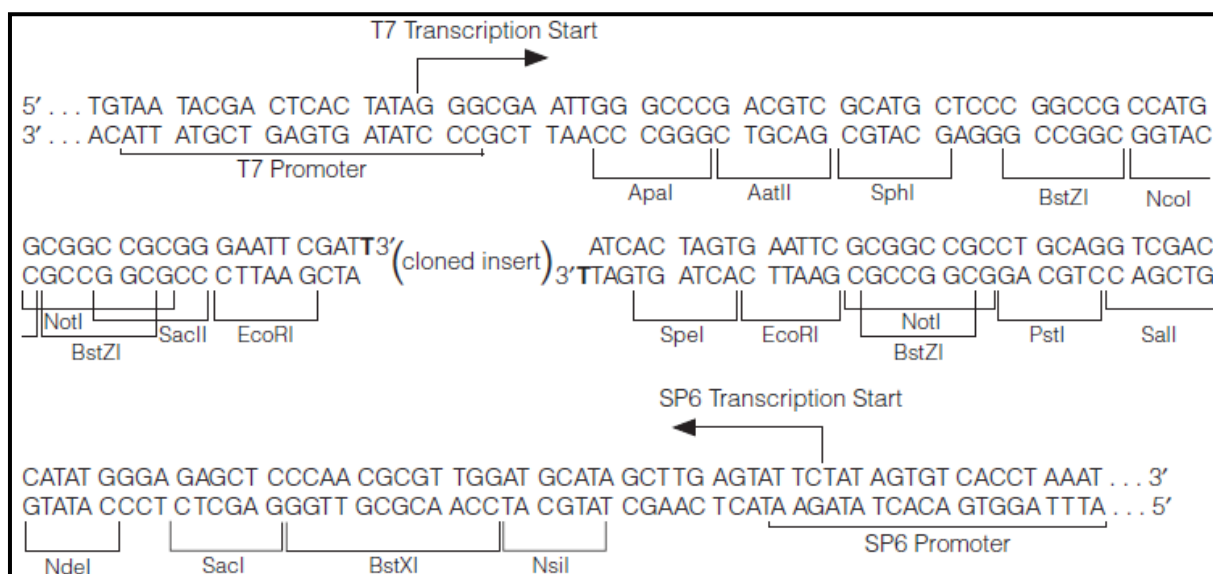 T7 Transcription Start
5′ . . . TGTAA TACGA CTCAC TATAG GGCGA ATTGG GCCCG ACGTC GCATG CTCCC GGCCG CCATG
3′ . . . ACATT ATGCT GAGTG ATATC CCGCT TAACC CGGGC TGCAG CGTAC GAGGG CCGGC GGTAC
T7 Promoter
ApaI AatII SphI BstZI NcoI
GCGGC CGCGG GAATT CGATT3′ (cloned insert) ATCAC TAGTG AATTC GCGGC CGCCT GCAGG TCGAC
CGCCG GCGCC CTTAA GCTA 3′TTAGTG ATCAC TTAAG CGCCG GCGGA CGTCC AGCTG
NotI SacII EcoRI SpeI EcoRI NotI PstI SalI
BstZI BstZI
SP6 Transcription Start
CATAT GGGA GAGCT CCCAA CGCGT TGGAT GCATA GCTTG AGTAT TCTAT AGTGT CACCT AAAT . . . 3′
GTATA CCCT CTCGA GGGTT GCGCA ACCTA CGTAT CGAAC TCATA AGATA TCACA GTGGA TTTA . . . 5′
NdeI SacI BstXI NsiI
SP6 Promoter